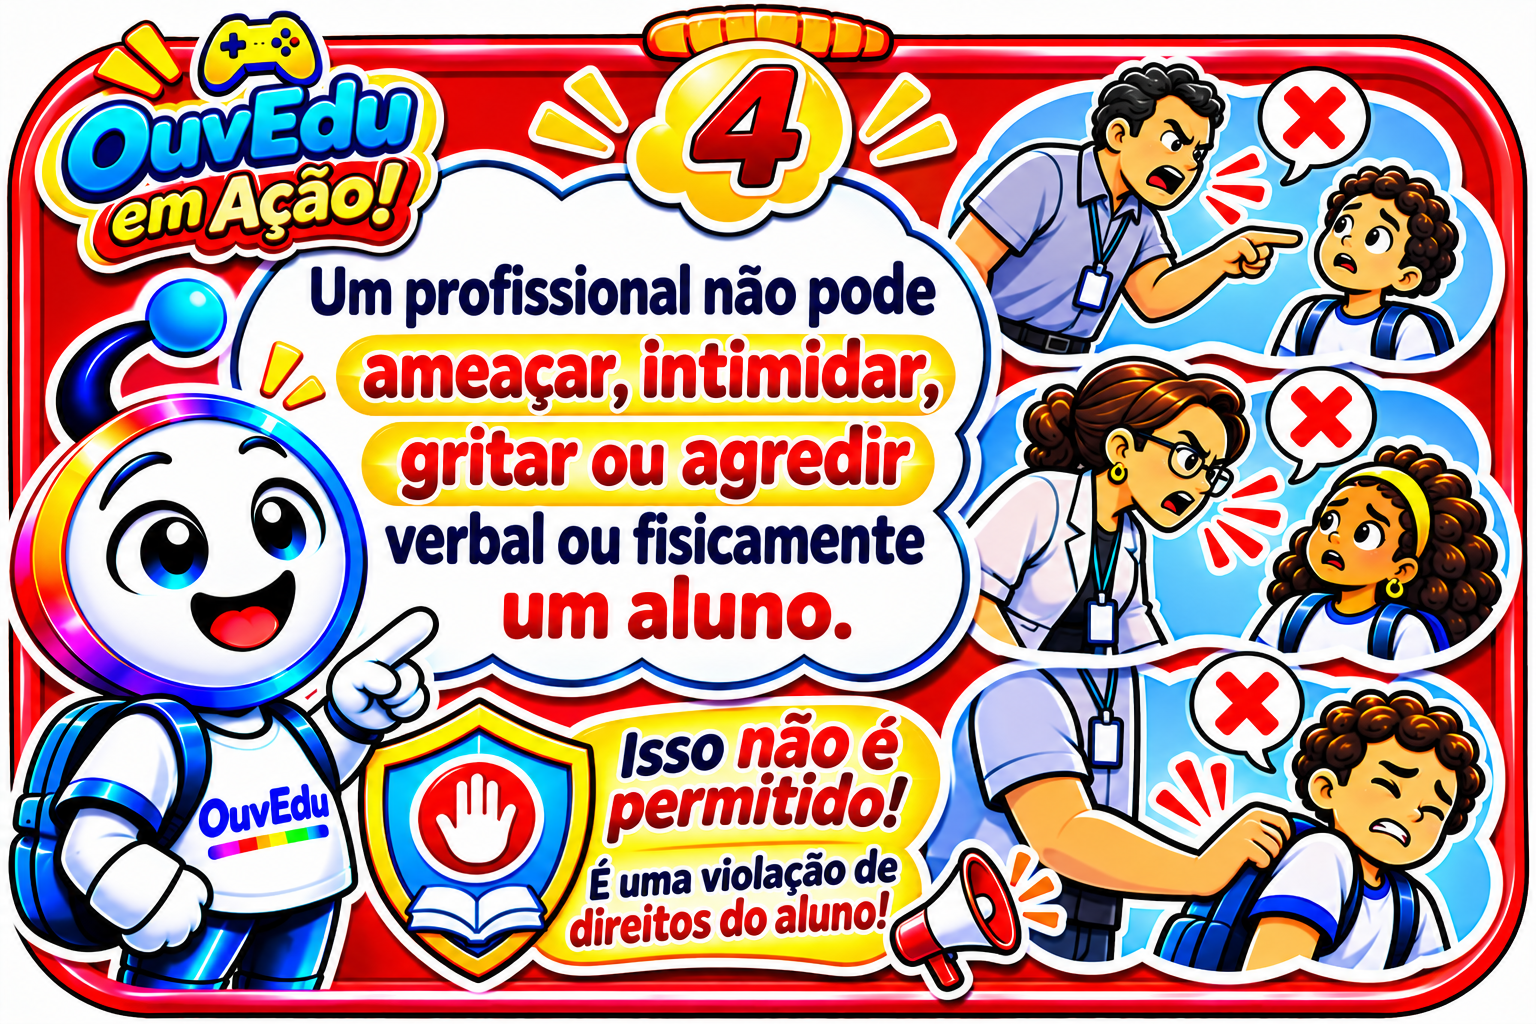 OuvEdu
em Ação!
4
Um profissional não pode
ameaçar, intimidar,
gritar ou agredir
verbal ou fisicamente
um aluno.
OuvEdu
Isso não é
permitido!
É uma violação de
direitos do aluno!